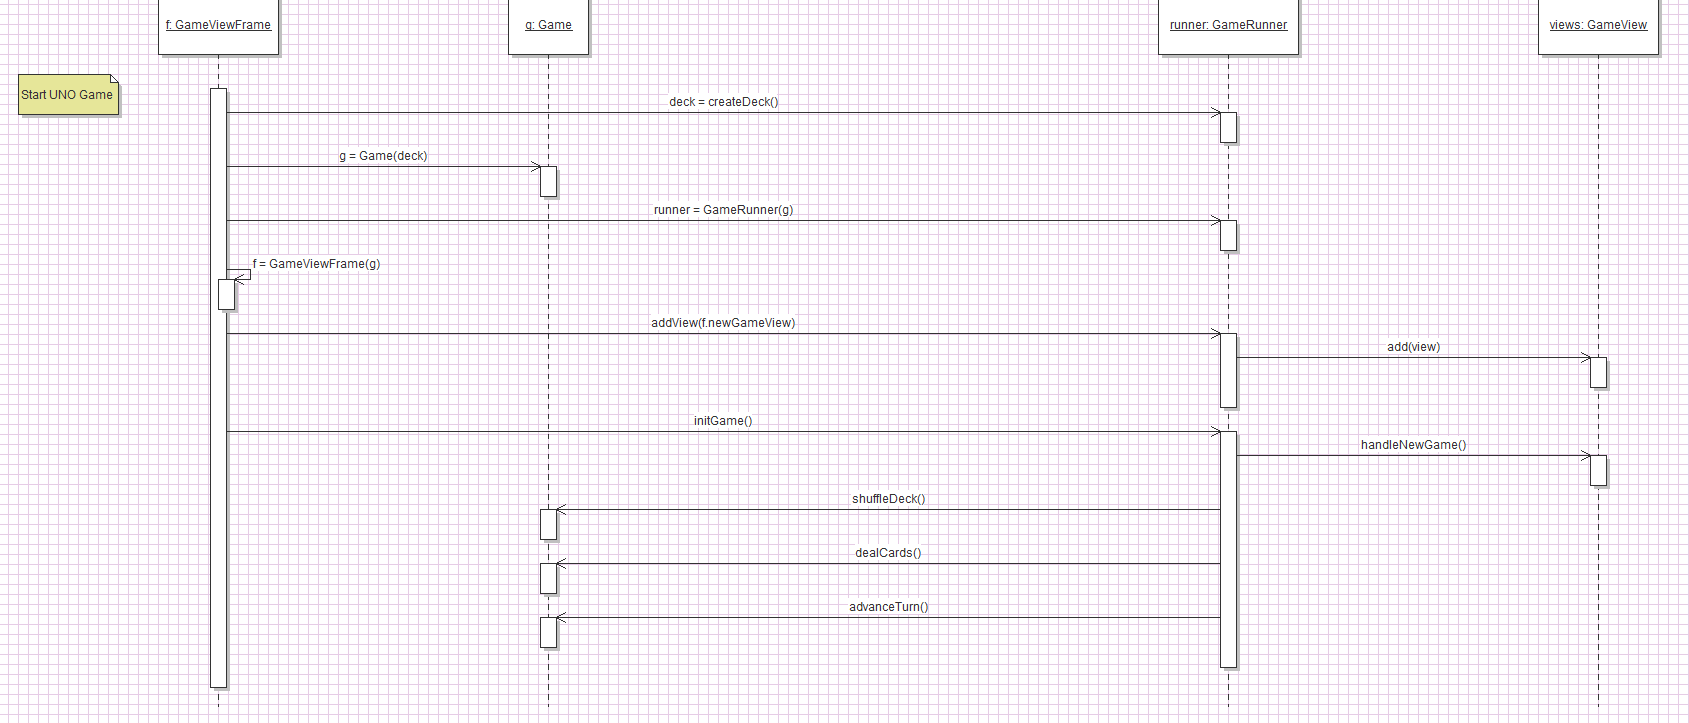 f: GameViewFrame
g: Game
runner: GameRunner
views: GameView
Start UNO Game
deck = createDeck()
g = Game(deck)
runner = GameRunner(g)
f = GameViewFrame(g)
addView(f.newGameView)
add(view)
initGame()
handleNewGame()
shuffleDeck()
dealCards()
advanceTurn()